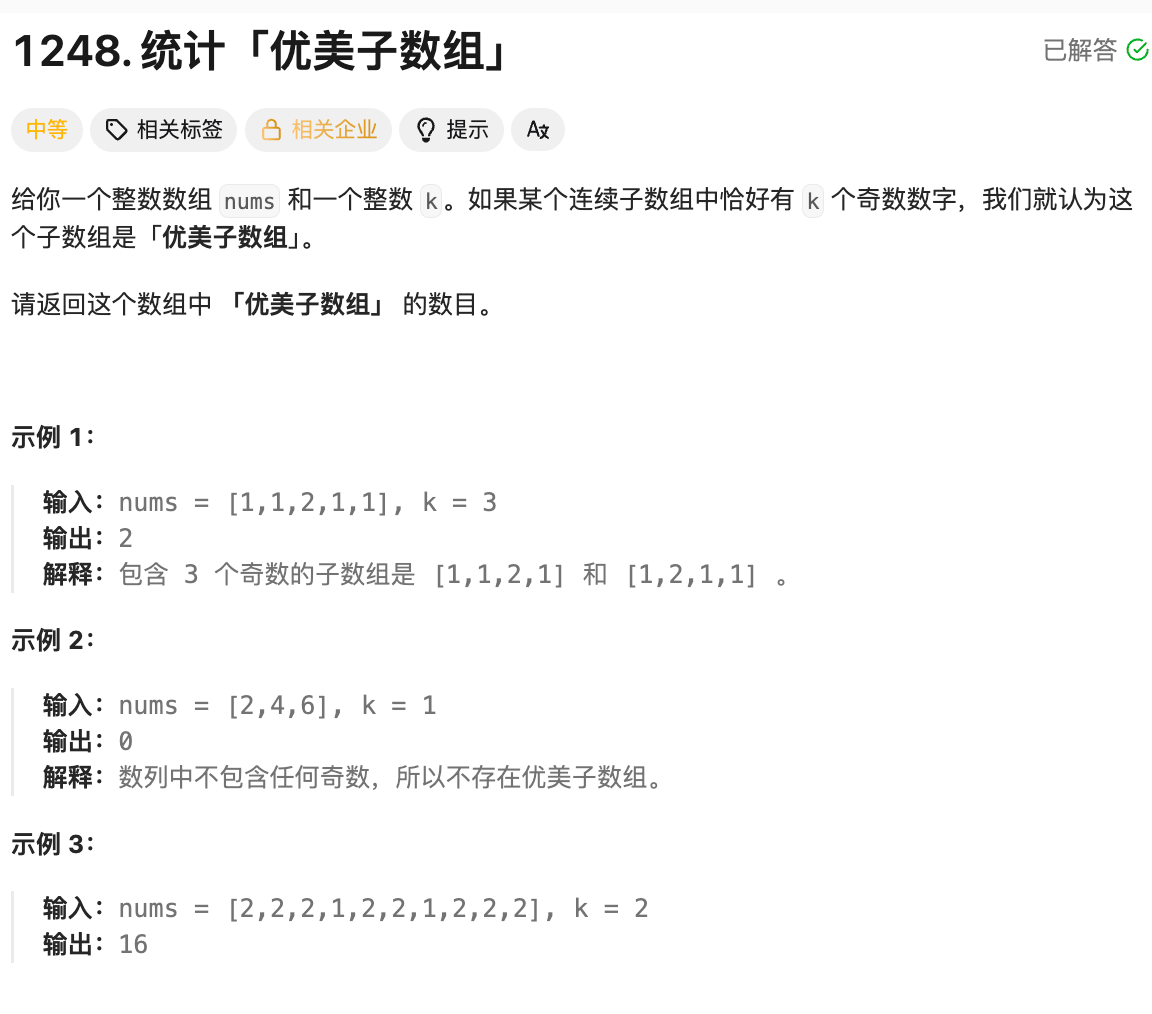 1248. 统计「优美子数组」
已解答
中等 相关标签 相关企业 提示 A文
给你一个整数数组 nums 和一个整数 k。如果某个连续子数组中恰好有 k 个奇数数字，我们就认为这
个子数组是「优美子数组」。
请返回这个数组中 「优美子数组」 的数目。
示例 1：
输入：nums = [1,1,2,1,1], k = 3
输出：2
解释：包含 3 个奇数的子数组是 [1,1,2,1] 和 [1,2,1,1] 。
示例 2：
输入：nums = [2,4,6], k = 1
输出：0
解释：数列中不包含任何奇数，所以不存在优美子数组。
示例 3：
输入：nums = [2,2,2,1,2,2,1,2,2,2], k = 2
输出：16